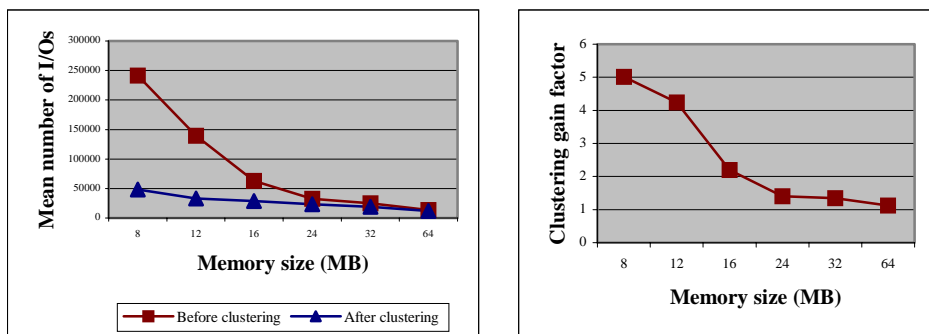 Mean number of I/Os
300000
250000
200000
150000
100000
50000
0
8 12 16 24 32 64
Memory size (MB)
Before clustering After clustering
Clustering gain factor
6
5
4
3
2
1
0
8 12 16 24 32 64
Memory size (MB)